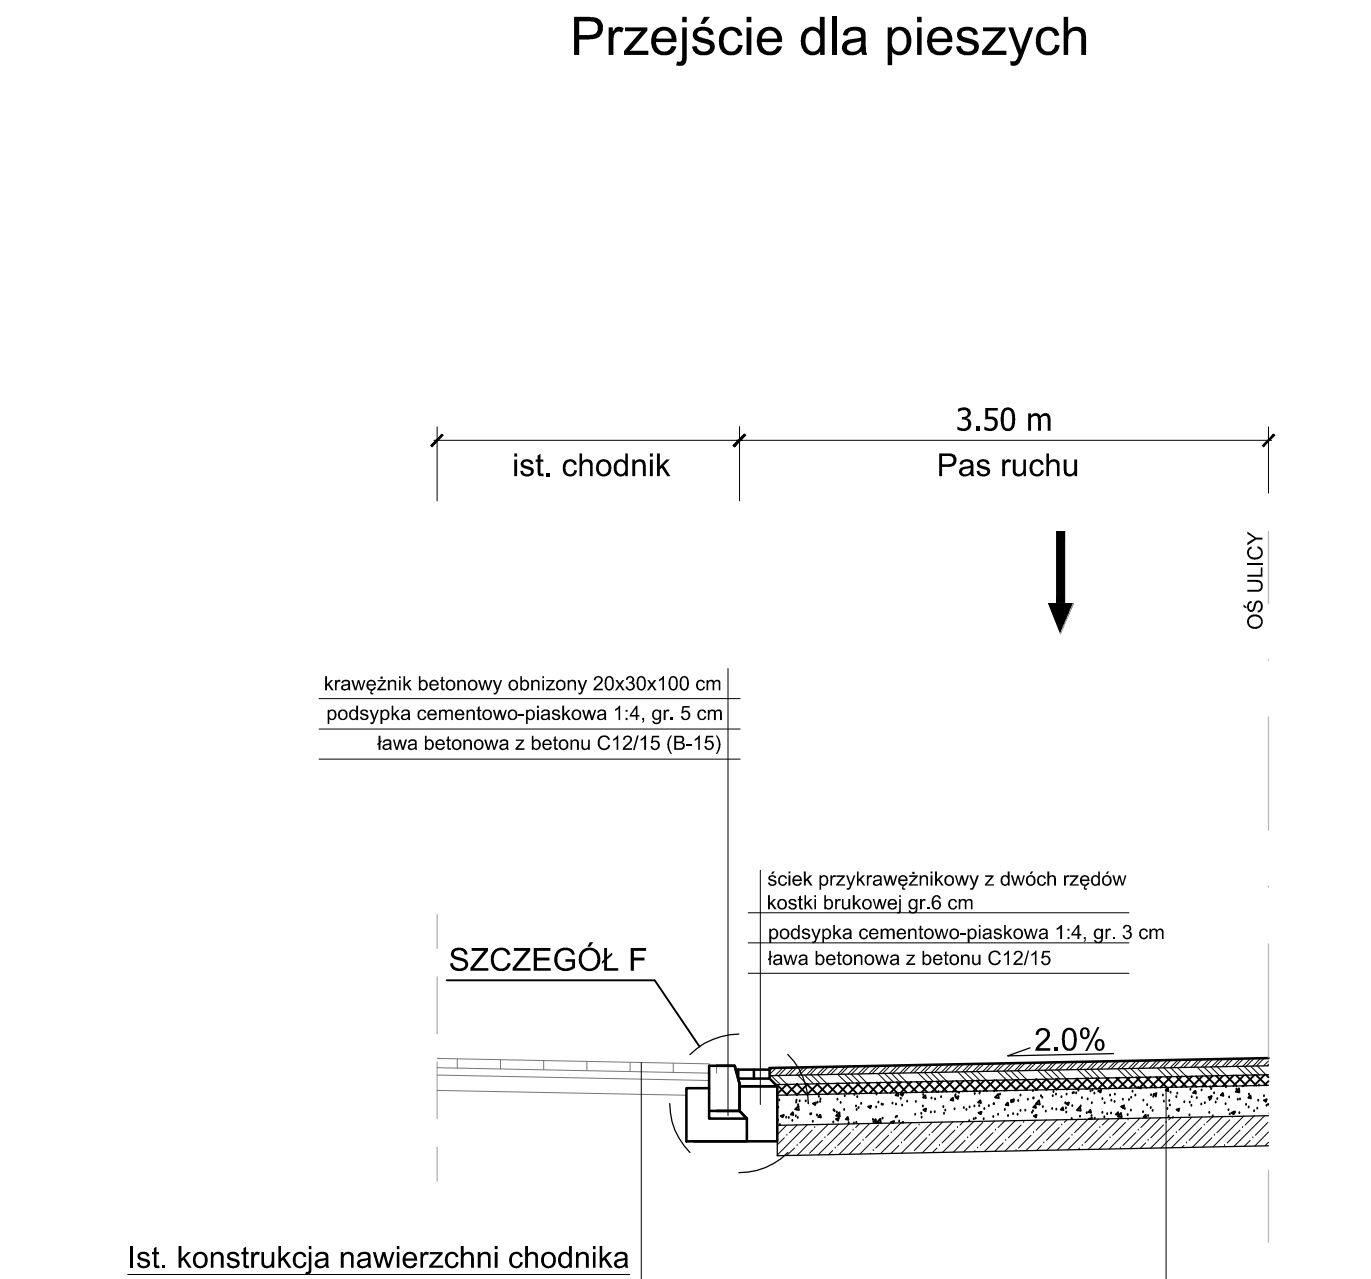 Przejście dla pieszych
3.50 m
ist. chodnik
Pas ruchu
OŚ ULICY
krawężnik betonowy obnizony 20x30x100 cm
podsypka cementowo-piaskowa 1:4, gr. 5 cm
ława betonowa z betonu C12/15 (B-15)
ściek przykrawężnikowy z dwóch rzędów
kostki brukowej gr.6 cm
podsypka cementowo-piaskowa 1:4, gr. 3 cm
ława betonowa z betonu C12/15
SZCZEGÓŁ F
2.0%
Ist. konstrukcja nawierzchni chodnika